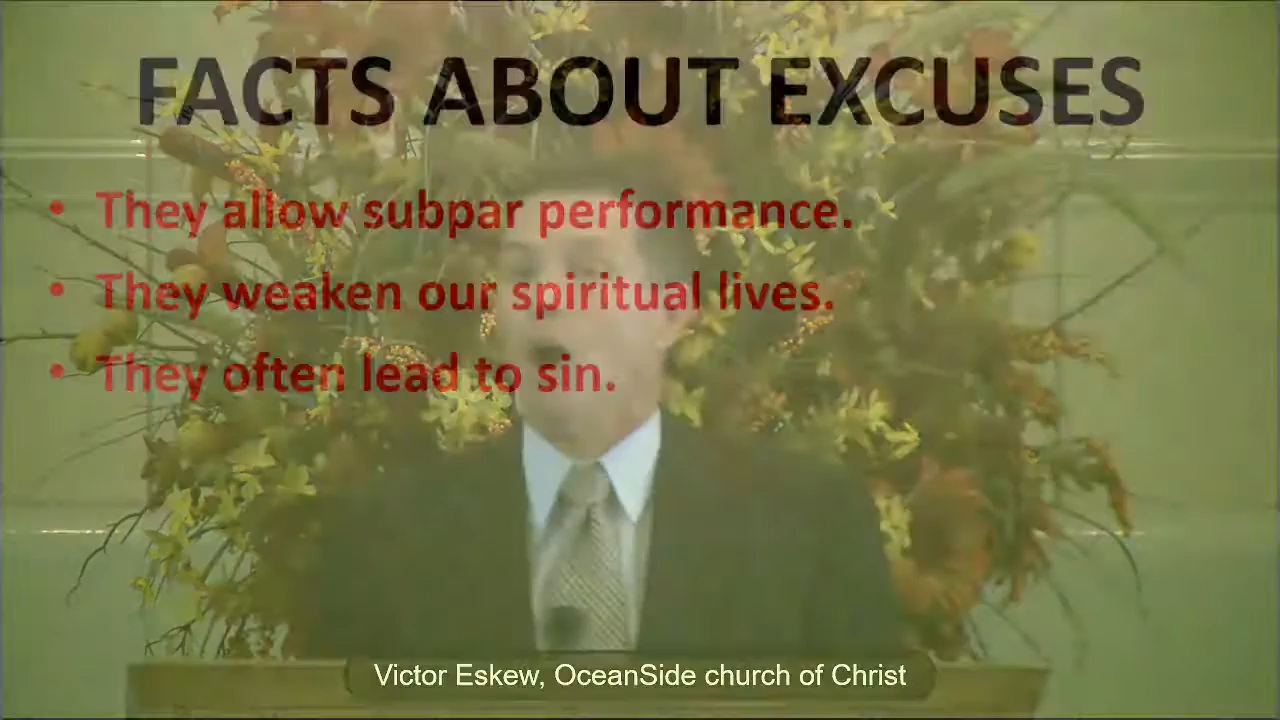 FACTS ABOUT EXCUSES
• They allow subpar performance.
• They weaken our spiritual lives.
• They often lead to sin.
Victor Eskew, OceanSide church of Christ